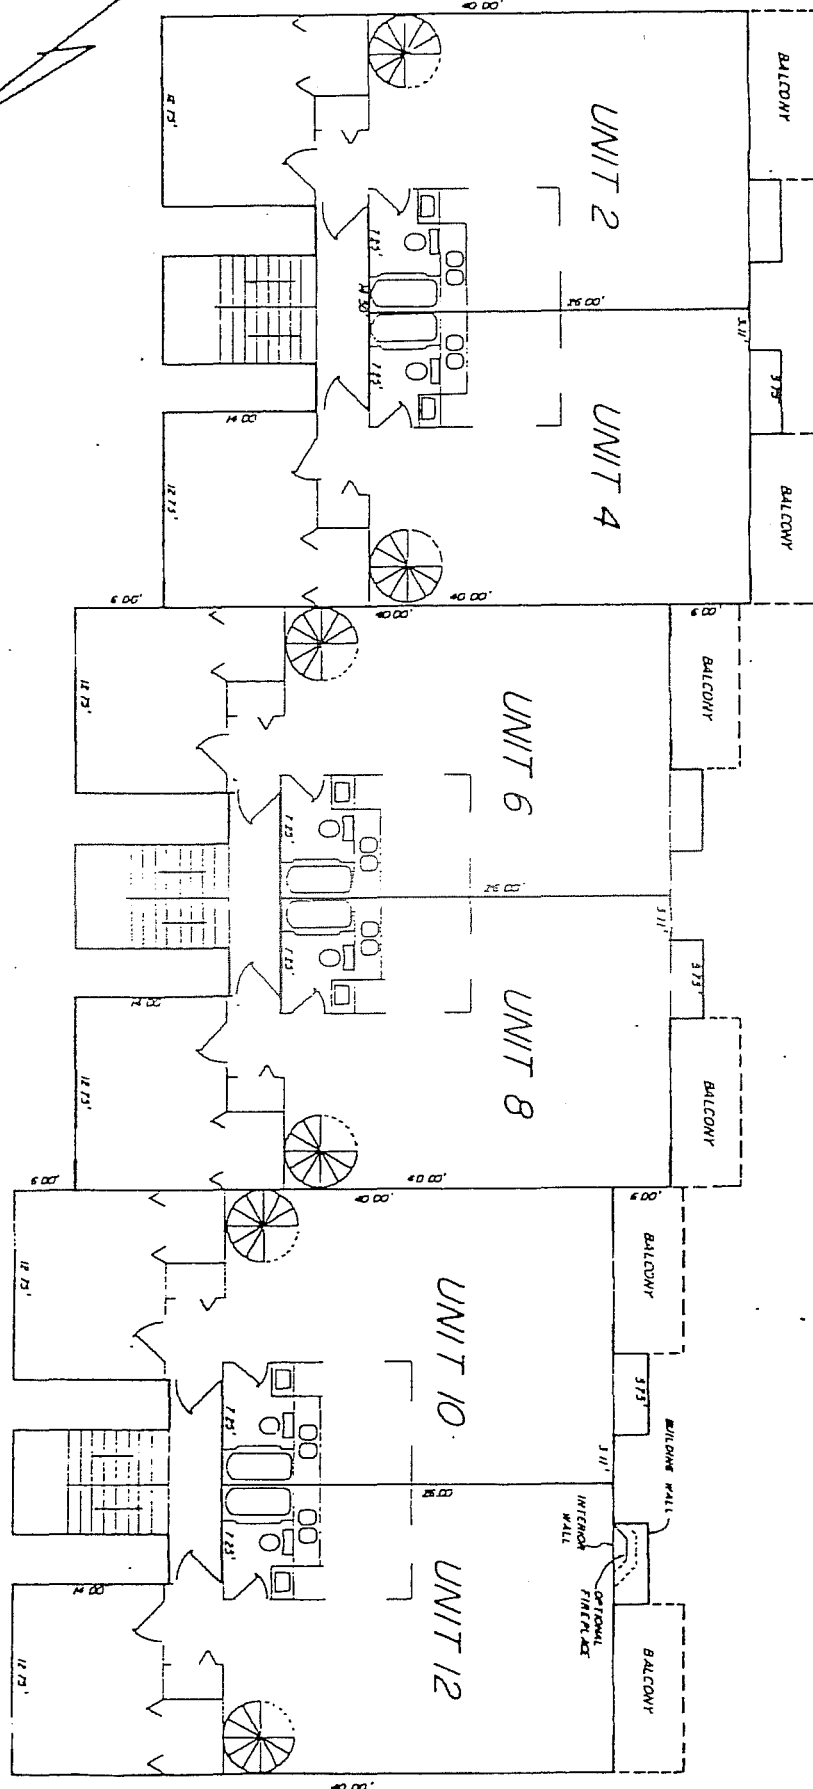 40.00'
BALCONY
12.75'
UNIT 2
7.25'
26.00'
3.11'
3.75'
7.25'
14.00
UNIT 4
12.75'
BALCONY
6.00'
40.00'
40.00'
6.00'
BALCONY
12.75'
UNIT 6
7.25'
26.00'
3.11'
3.75'
7.25'
14.00
UNIT 8
12.75'
BALCONY
6.00'
40.00'
6.00'
BALCONY
12.75'
UNIT 10
3.75'
7.25'
3.11'
BUILDING WALL
26.00
INTERIOR
WALL
7.25'
OPTIONAL
FIREPLACE
14.00
UNIT 12
12.75'
BALCONY
40.00'